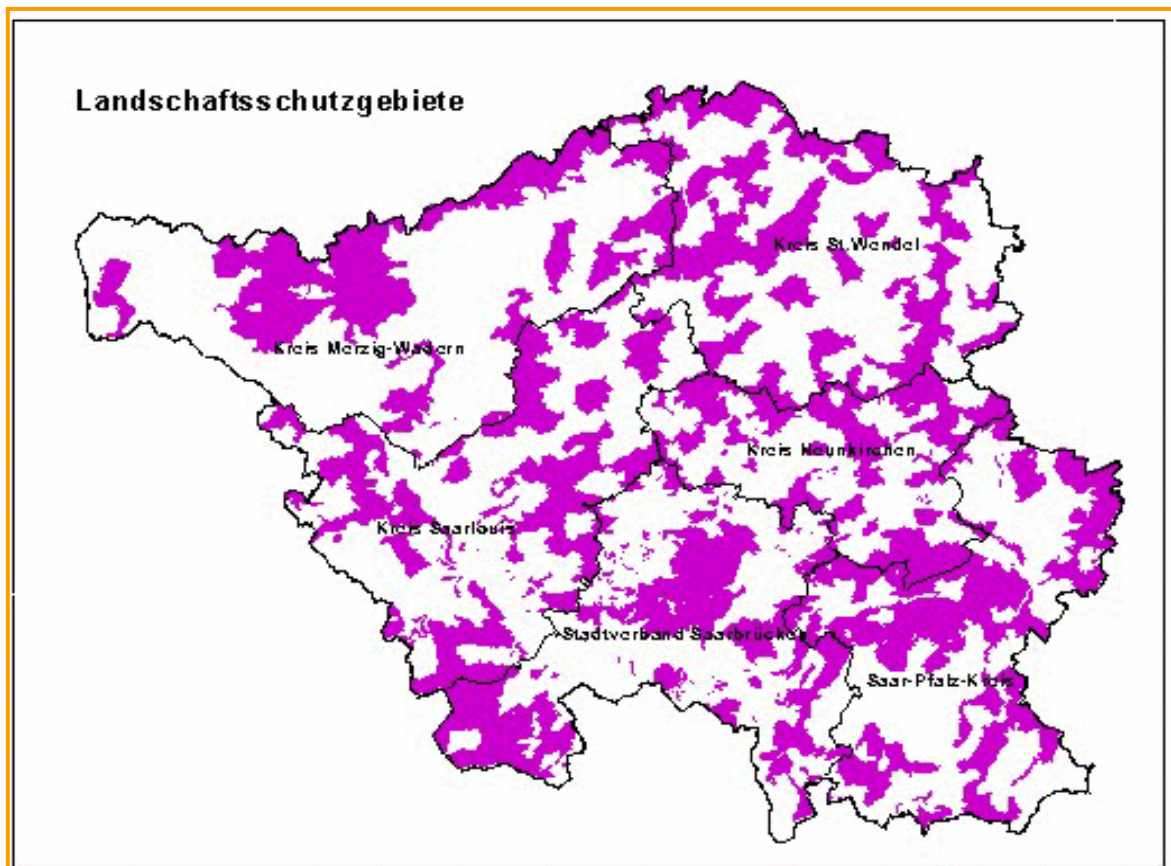 Landschaftsschutzgebiete
Kreis St.Wendel
Kreis Merzig-Wadern
Kreis Neunkirchen
Kreis Saarlouis
Stadtverband Saarbrücken
Saar-Pfalz-Kreis